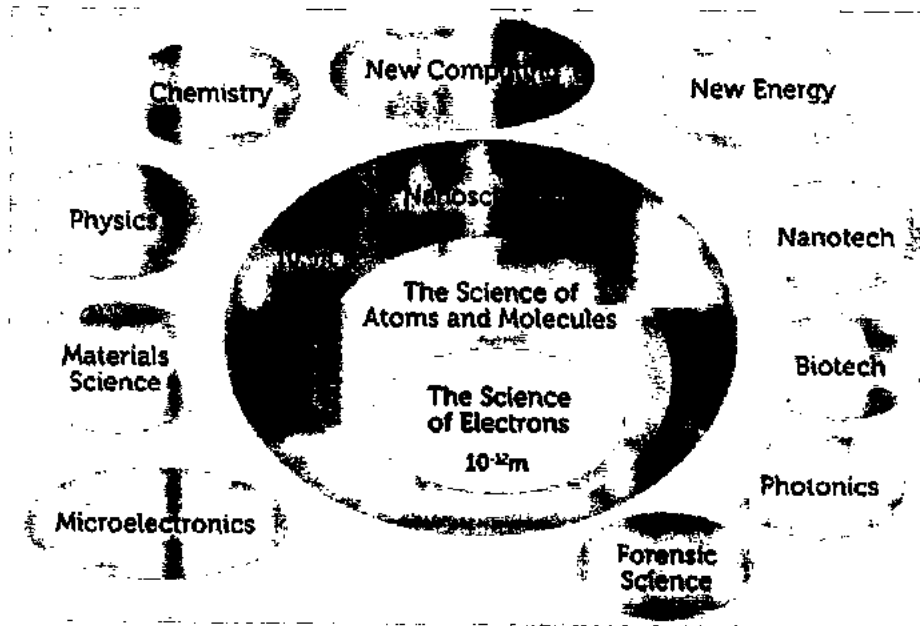 Chemistry
New
New Energy
Physics
Nanotech
The Science of
Atoms and Molecules
Materials
Science
Biotech
The Science
of Electrons
10⁻¹²m
Photonics
Microelectronics
Forensic
Science